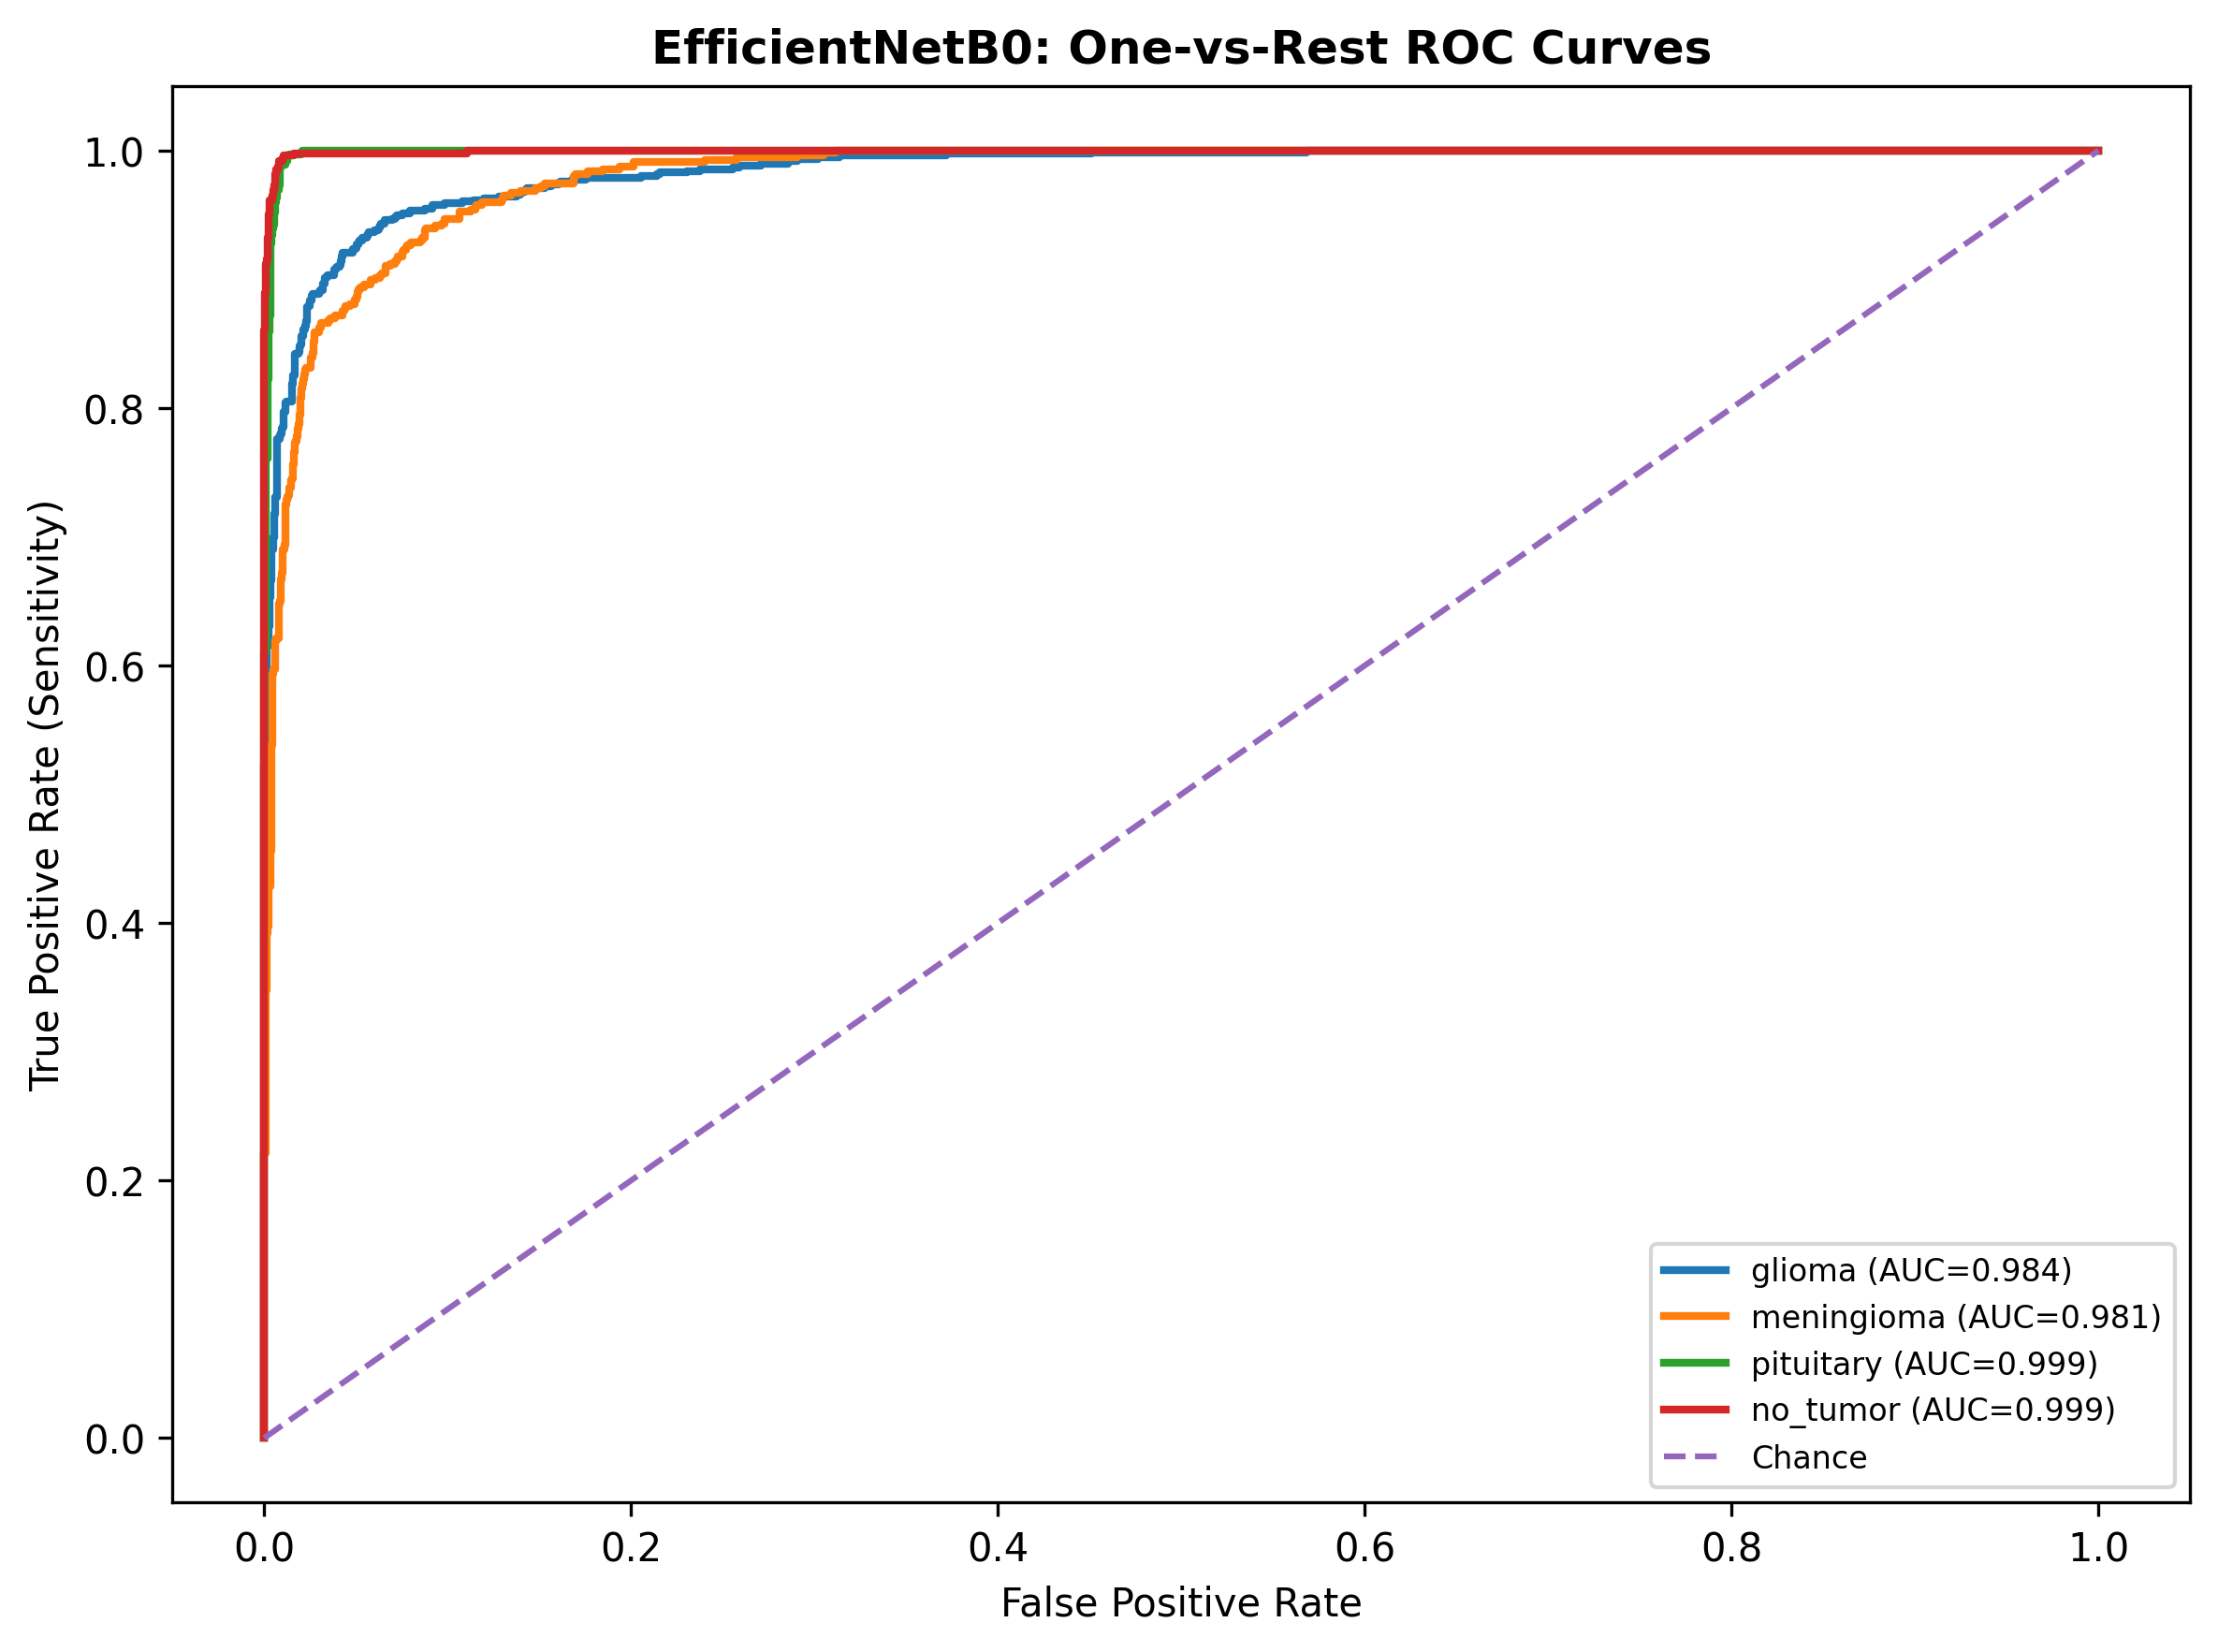 EfficientNetB0: One-vs-Rest ROC Curves
True Positive Rate (Sensitivity)
1.0
0.8
0.6
0.4
0.2
0.0
0.0 0.2 0.4 0.6 0.8 1.0
False Positive Rate
glioma (AUC=0.984)
meningioma (AUC=0.981)
pituitary (AUC=0.999)
no_tumor (AUC=0.999)
Chance